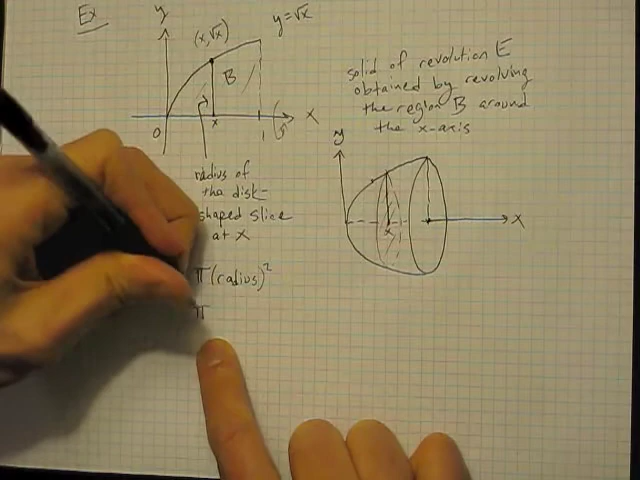 Ex
y
y = √x
(x, √x)
B
0
x
1
x
solid of revolution E
obtained by revolving
the region B around
the x-axis
radius of
the disk-
shaped slice
at x
π(radius)²
π
y
x
x